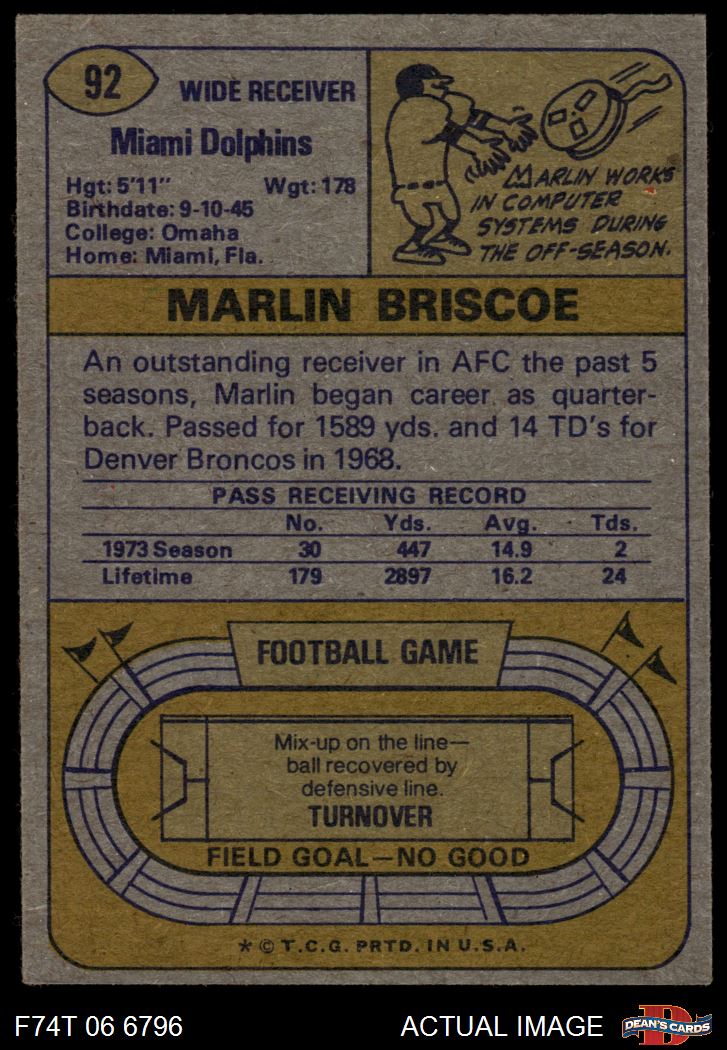 92
WIDE RECEIVER
Miami Dolphins
Hgt: 5'11" Wgt: 178
Birthdate: 9-10-45
College: Omaha
Home: Miami, Fla.
MARLIN WORKS
IN COMPUTER
SYSTEMS DURING
THE OFF-SEASON.
MARLIN BRISCOE
An outstanding receiver in AFC the past 5
seasons, Marlin began career as quarter-
back. Passed for 1589 yds. and 14 TD's for
Denver Broncos in 1968.
PASS RECEIVING RECORD
No. Yds. Avg. Tds.
1973 Season 30 447 14.9 2
Lifetime 179 2897 16.2 24
FOOTBALL GAME
Mix-up on the line—
ball recovered by
defensive line.
TURNOVER
FIELD GOAL—NO GOOD
* © T.C.G. PRTD. IN U.S.A.
F74T 06 6796 ACTUAL IMAGE
DEAN'S CARDS